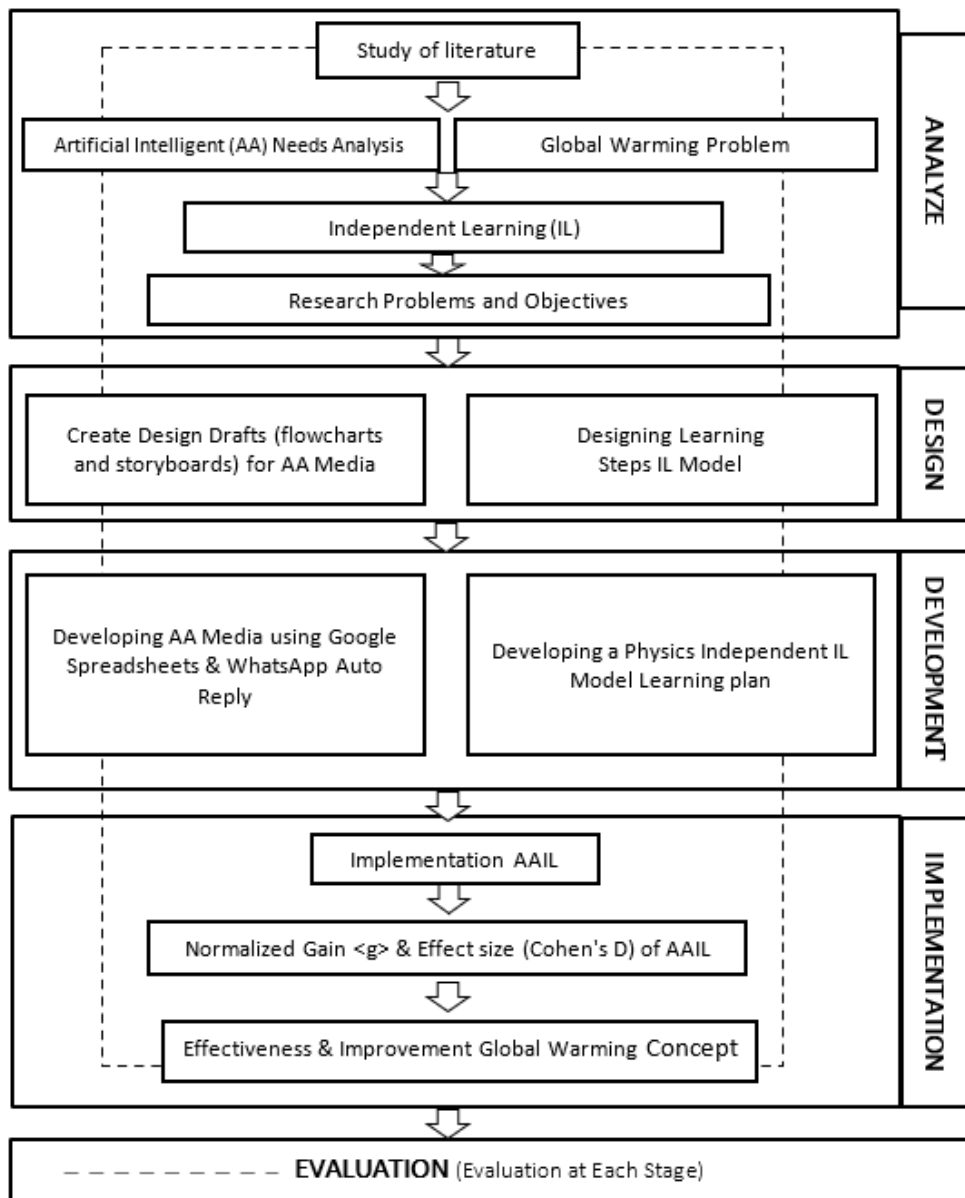 Study of literature
Artificial Intelligent (AA) Needs Analysis
Global Warming Problem
Independent Learning (IL)
Research Problems and Objectives
ANALYZE
Create Design Drafts (flowcharts
and storyboards) for AA Media
Designing Learning
Steps IL Model
DESIGN
Developing AA Media using Google
Spreadsheets & WhatsApp Auto
Reply
Developing a Physics Independent IL
Model Learning plan
DEVELOPMENT
Implementation AAIL
Normalized Gain <g> & Effect size (Cohen's D) of AAIL
Effectiveness & Improvement Global Warming Concept
IMPLEMENTATION
EVALUATION (Evaluation at Each Stage)